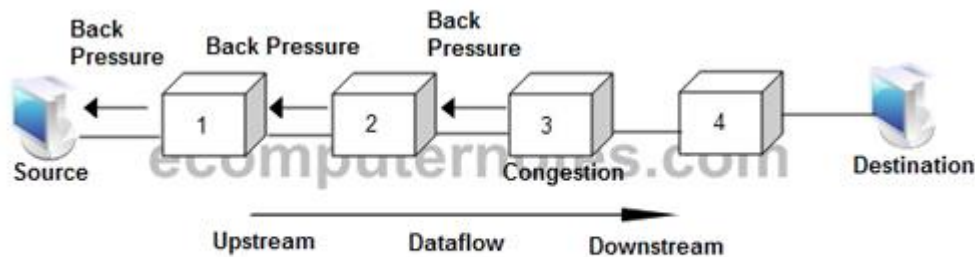 Back
Pressure
Back Pressure
Back
Pressure
1
2
3
4
Source
Congestion
Destination
ecomputernotes.com
Upstream
Dataflow
Downstream